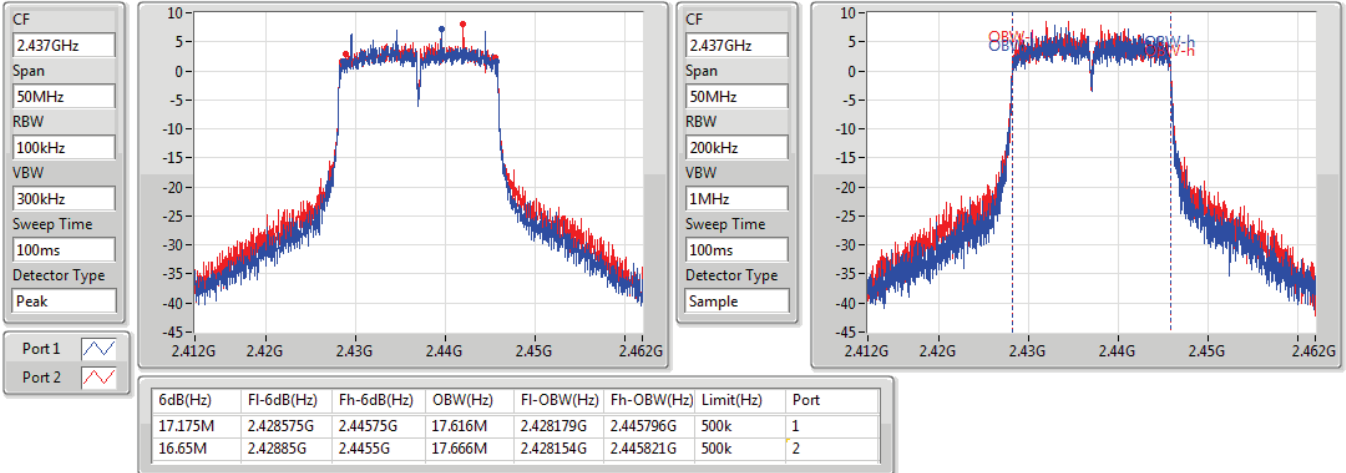 CF
2.437GHz
Span
50MHz
RBW
100kHz
VBW
300kHz
Sweep Time
100ms
Detector Type
Peak
Port 1
Port 2
10
5
0
-5
-10
-15
-20
-25
-30
-35
-40
-45
2.412G 2.42G 2.43G 2.44G 2.45G 2.462G
CF
2.437GHz
Span
50MHz
RBW
200kHz
VBW
1MHz
Sweep Time
100ms
Detector Type
Sample
10
5
0
-5
-10
-15
-20
-25
-30
-35
-40
-45
OBW-h
2.412G 2.42G 2.43G 2.44G 2.45G 2.462G
6dB(Hz) Fl-6dB(Hz) Fh-6dB(Hz) OBW(Hz) Fl-OBW(Hz) Fh-OBW(Hz) Limit(Hz) Port
17.175M 2.428575G 2.44575G 17.616M 2.428179G 2.445796G 500k 1
16.65M 2.42885G 2.4455G 17.666M 2.428154G 2.445821G 500k 2